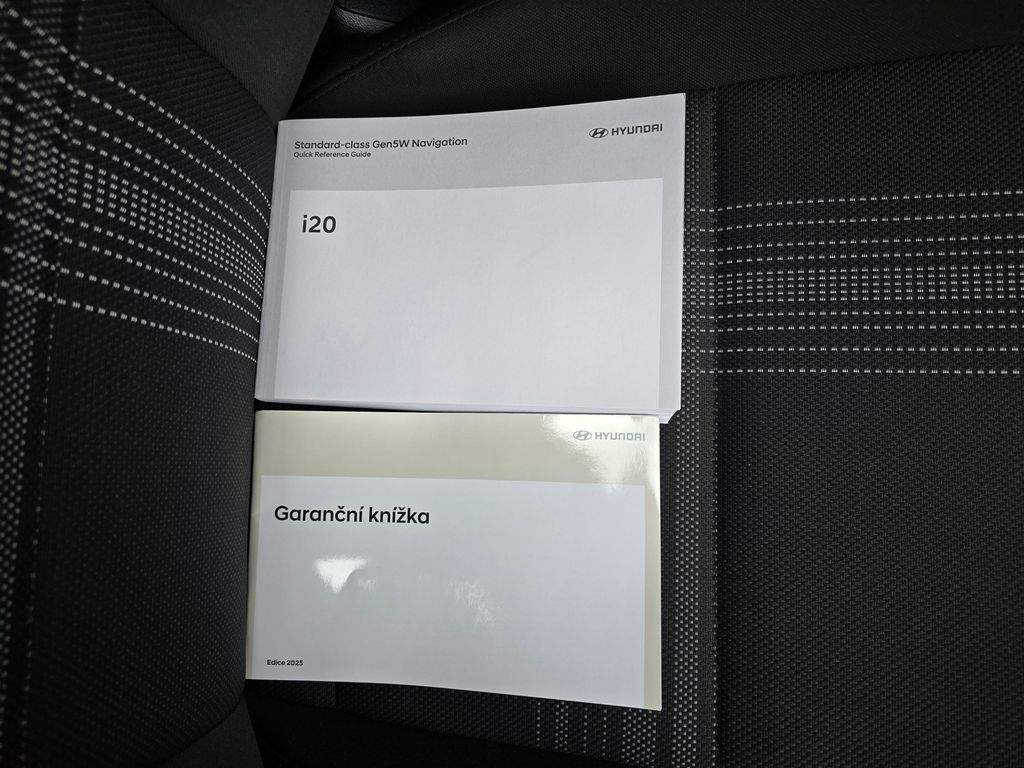 HYUNDAI
Standard-class Gen5W Navigation
Quick Reference Guide
i20
HYUNDAI
Garanční knížka
Edice 2025